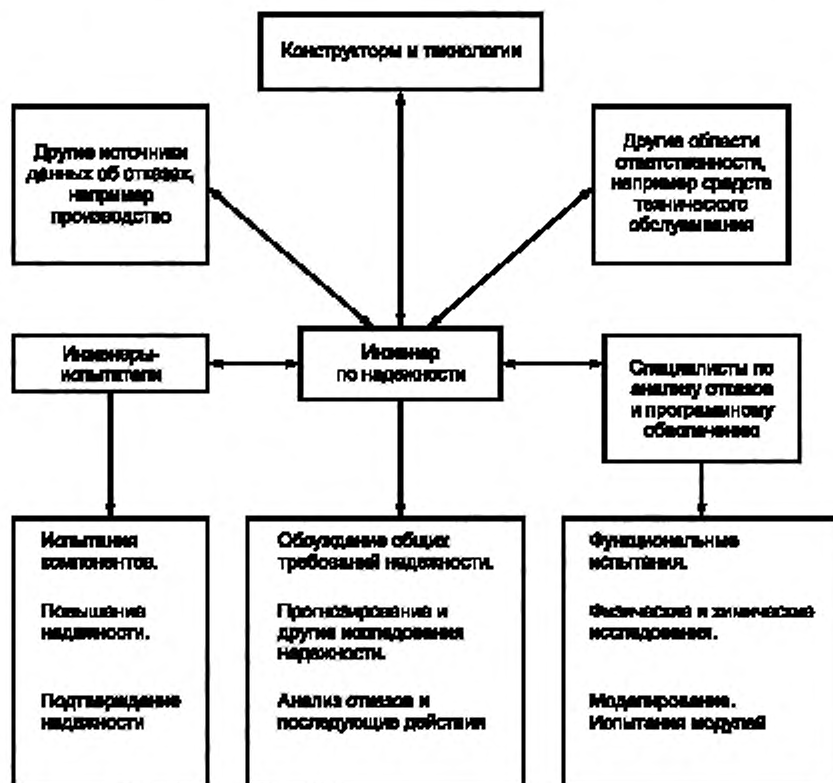 Конструкторы и технологии
Другие источники
данных об отказах,
например
производство
Другие области
ответственности,
например средств
технического
обслуживания
Инженеры-
испытатели
Инженер
по надежности
Специалисты по
анализу отказов
и програмному
обеспечению
Испытания
компонентов.
Повышение
надежности.
Подтверждение
надежности
Обсуждение общих
требований надежности.
Прогнозирование и
другие исследования
надежности.
Анализ отказов и
последующие действия
Функциональные
испытания.
Физические и химические
исследования.
Моделирование.
Испытания модулей